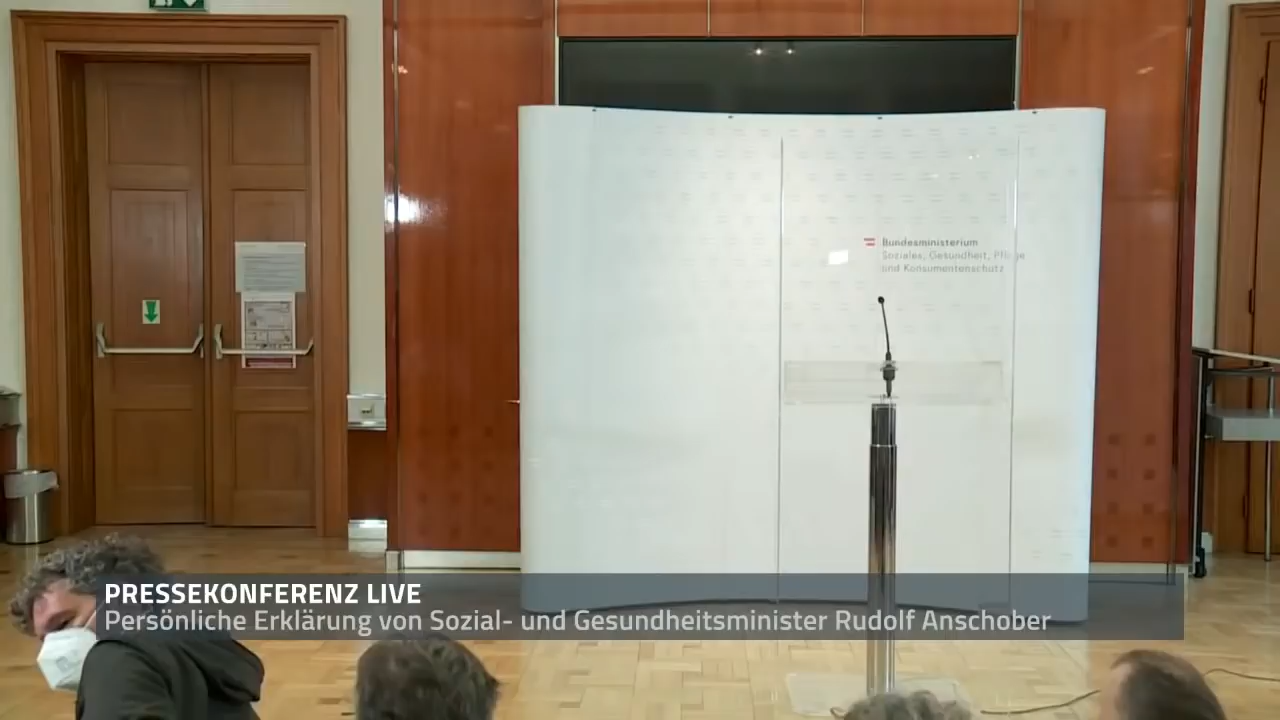 Bundesministerium
Soziales, Gesundheit, Pflege
und Konsumentenschutz
PRESSEKONFERENZ LIVE
Persönliche Erklärung von Sozial- und Gesundheitsminister Rudolf Anschober